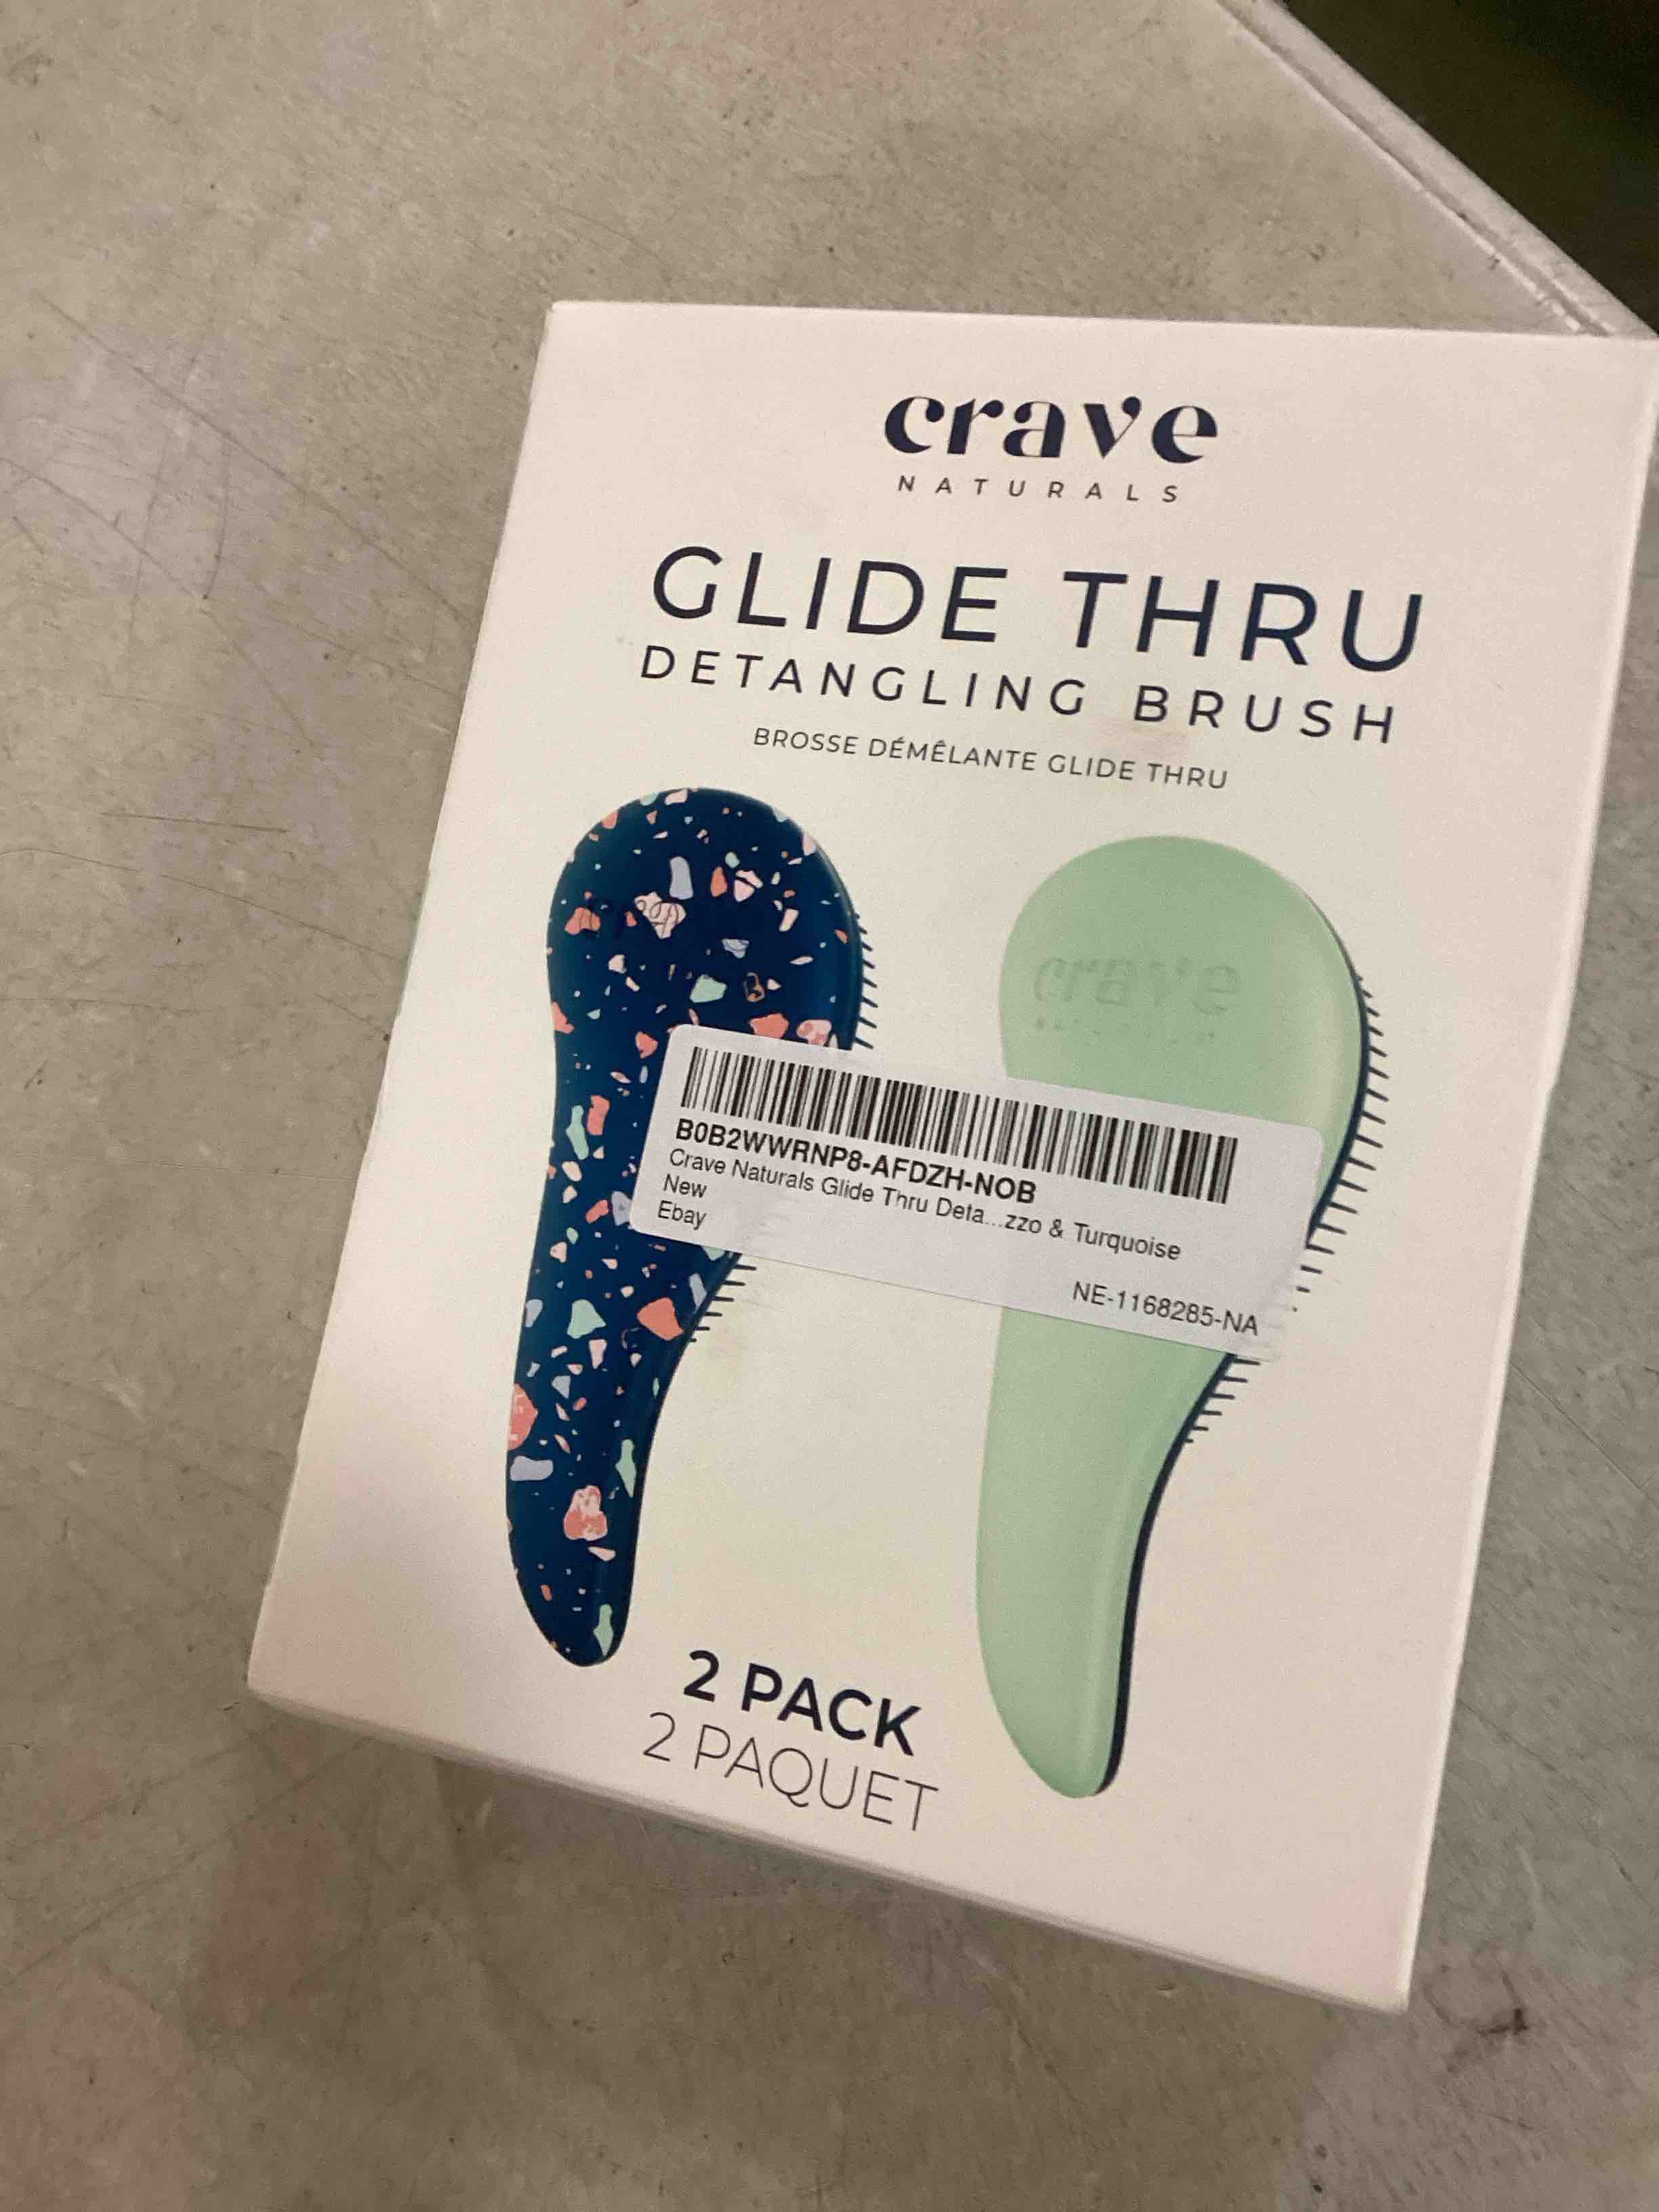 crave
NATURALS
GLIDE THRU
DETANGLING BRUSH
BROSSE DÉMÊLANTE GLIDE THRU
crave
B0B2WWRNP8-AFDZH-NOB
Crave Naturals Glide Thru Deta...zzo & Turquoise
New
Ebay
NE-1168285-NA
2 PACK
2 PAQUET